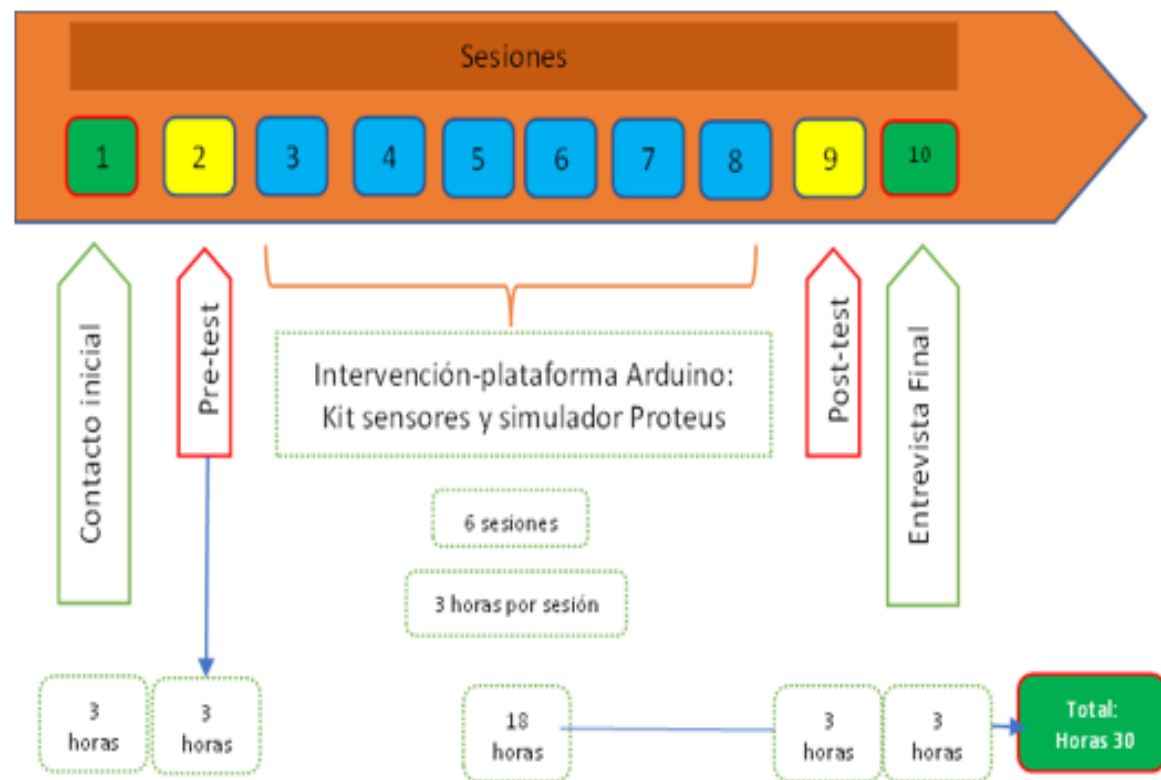 Sesiones
1
2
3
4
5
6
7
8
9
10
Contacto inicial
Pre-test
Intervención-plataforma Arduino:
Kit sensores y simulador Proteus
Post-test
Entrevista Final
6 sesiones
3 horas por sesión
3
horas
3
horas
18
horas
3
horas
3
horas
Total:
Horas 30